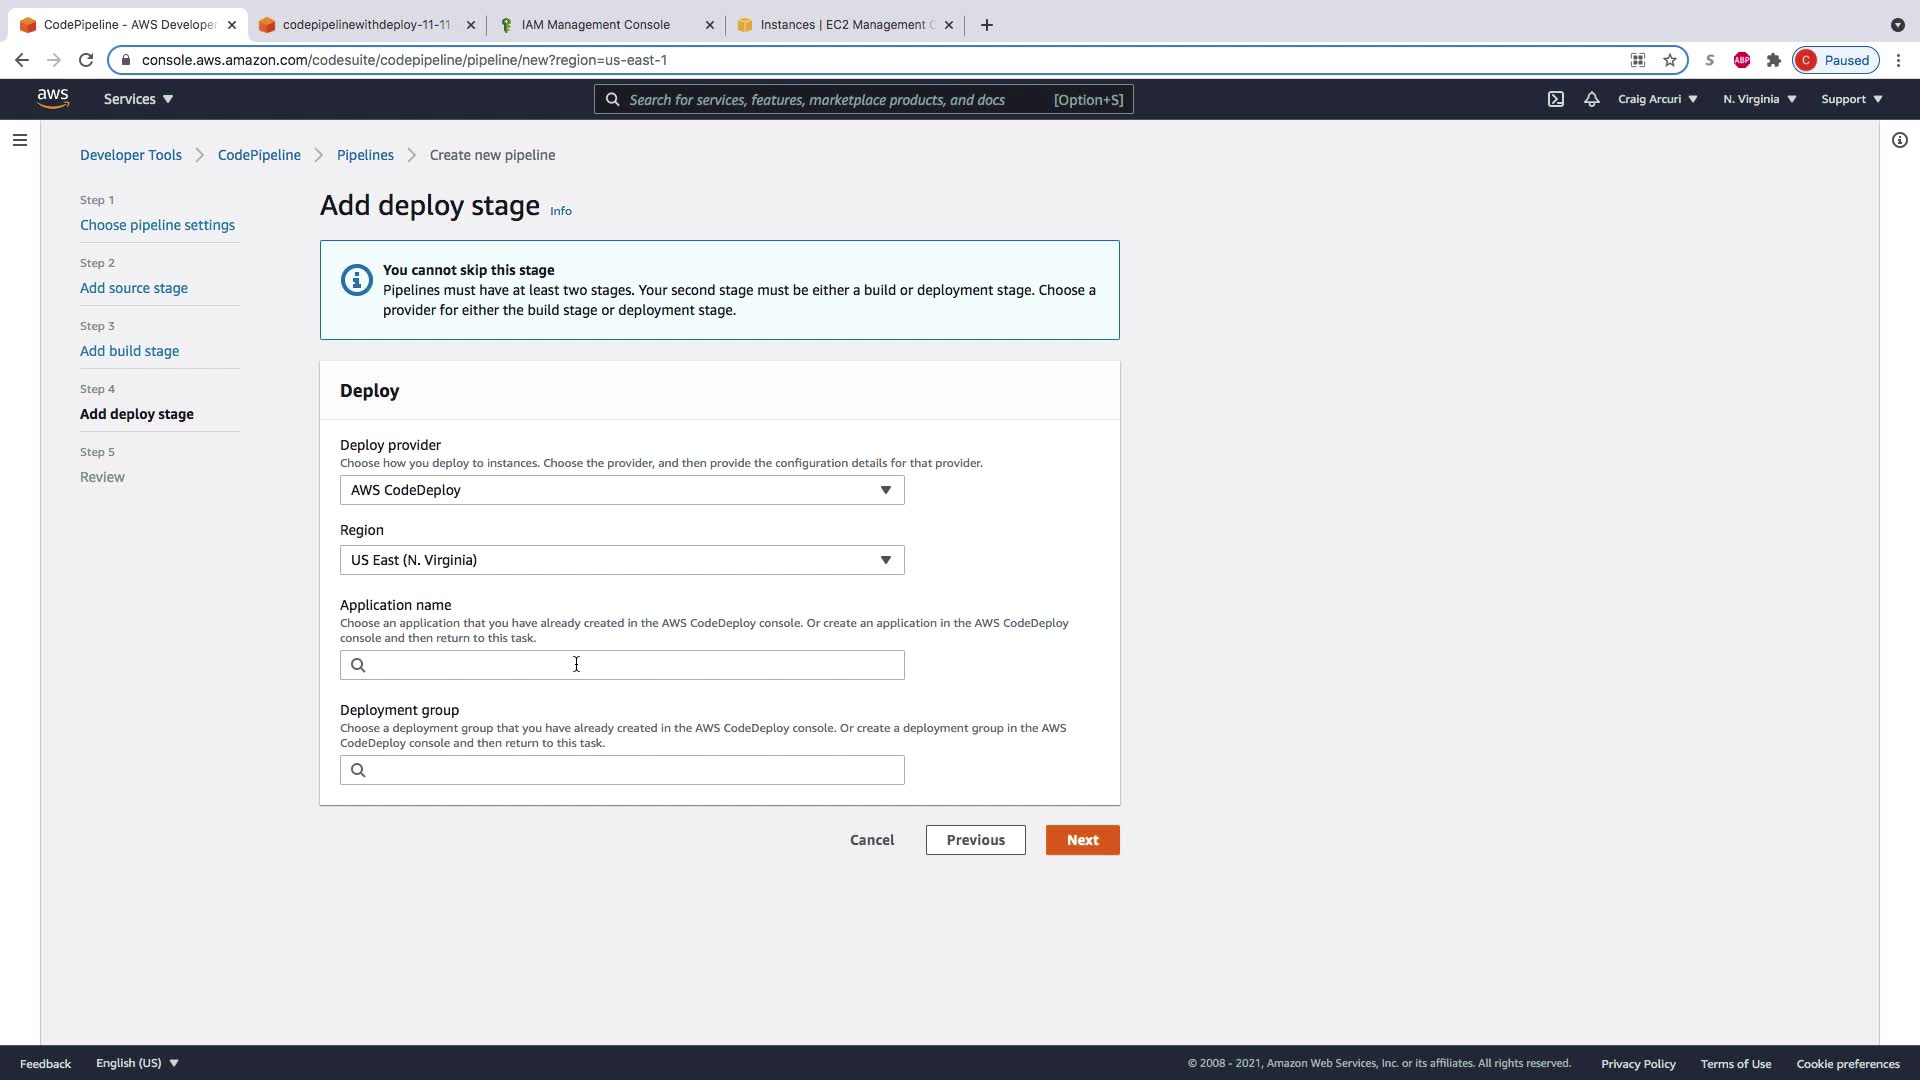 CodePipeline - AWS Developer
codepipelinewithdeploy-11-11
IAM Management Console
Instances | EC2 Management C
console.aws.amazon.com/codesuite/codepipeline/pipeline/new?region=us-east-1
S
ABP
C
Paused
aws
Services
Search for services, features, marketplace products, and docs
[Option+S]
Craig Arcuri
N. Virginia
Support
Developer Tools
CodePipeline
Pipelines
Create new pipeline
Step 1
Choose pipeline settings
Step 2
Add source stage
Step 3
Add build stage
Step 4
Add deploy stage
Step 5
Review
Add deploy stage Info
You cannot skip this stage
Pipelines must have at least two stages. Your second stage must be either a build or deployment stage. Choose a
provider for either the build stage or deployment stage.
Deploy
Deploy provider
Choose how you deploy to instances. Choose the provider, and then provide the configuration details for that provider.
AWS CodeDeploy
Region
US East (N. Virginia)
Application name
Choose an application that you have already created in the AWS CodeDeploy console. Or create an application in the AWS CodeDeploy
console and then return to this task.
Deployment group
Choose a deployment group that you have already created in the AWS CodeDeploy console. Or create a deployment group in the AWS
CodeDeploy console and then return to this task.
Cancel
Previous
Next
Feedback
English (US)
© 2008 - 2021, Amazon Web Services, Inc. or its affiliates. All rights reserved.
Privacy Policy
Terms of Use
Cookie preferences